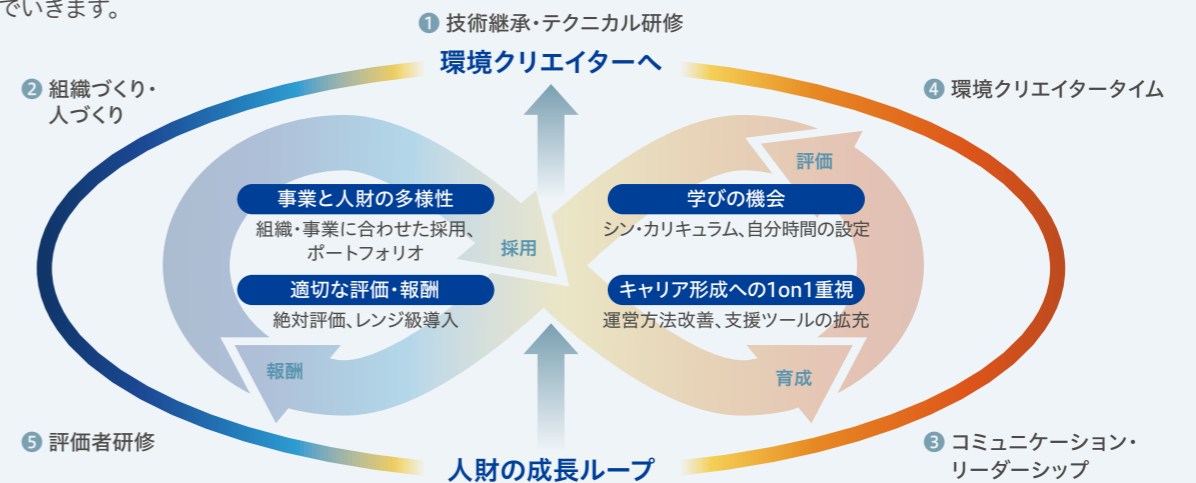 でいきます。
❶ 技術継承・テクニカル研修
環境クリエイターへ
❷ 組織づくり・
人づくり
❹ 環境クリエイタータイム
評価
事業と人財の多様性
組織・事業に合わせた採用、
ポートフォリオ
採用
学びの機会
シン・カリキュラム、自分時間の設定
適切な評価・報酬
絶対評価、レンジ級導入
キャリア形成への1on1重視
運営方法改善、支援ツールの拡充
報酬
育成
❺ 評価者研修
人財の成長ループ
❸ コミュニケーション・
リーダーシップ